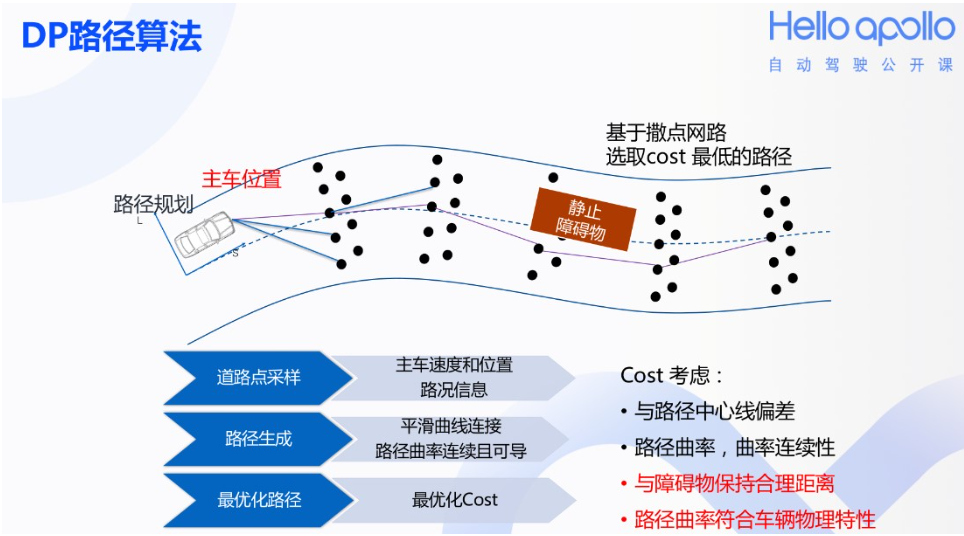 DP路径算法
Hello apollo
自动驾驶公开课
基于撒点网路
选取cost 最低的路径
主车位置
路径规划
L
S
静止
障碍物
道路点采样
主车速度和位置
路况信息
路径生成
平滑曲线连接
路径曲率连续且可导
最优化路径
最优化Cost
Cost 考虑：
• 与路径中心线偏差
• 路径曲率，曲率连续性
• 与障碍物保持合理距离
• 路径曲率符合车辆物理特性